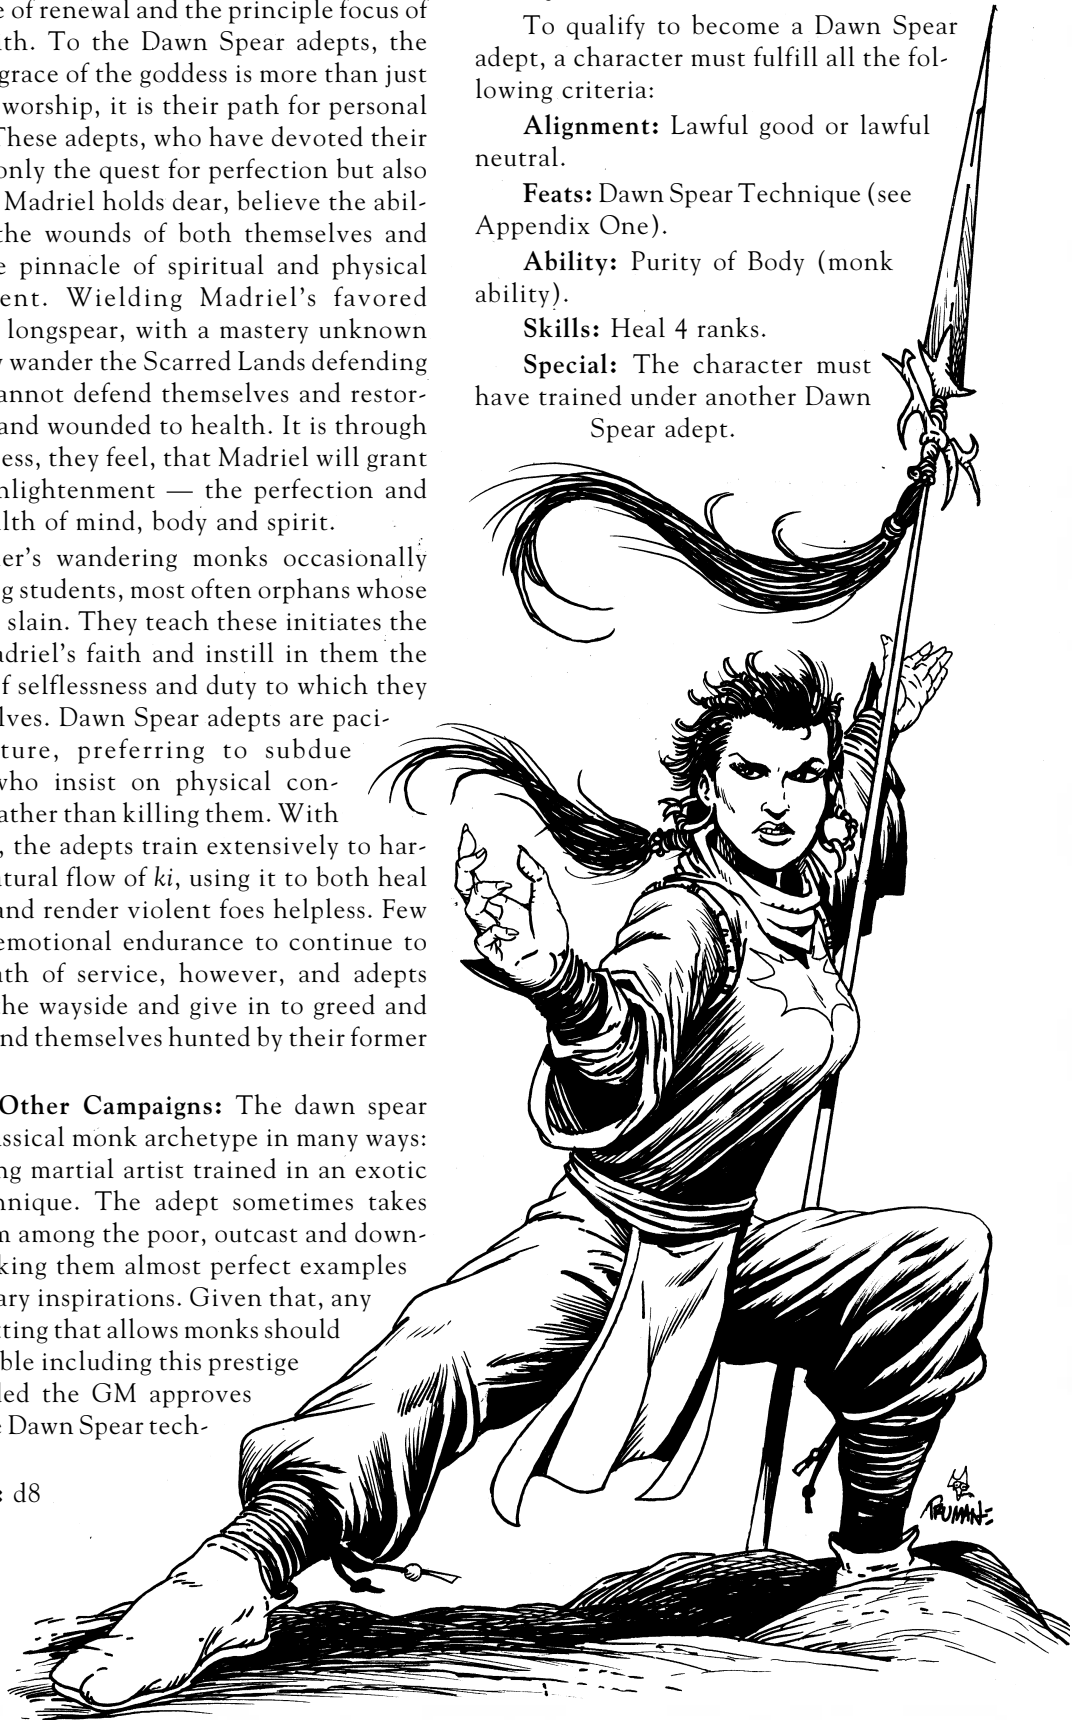 e of renewal and the principle focus of
lth. To the Dawn Spear adepts, the
grace of the goddess is more than just
worship, it is their path for personal
These adepts, who have devoted their
only the quest for perfection but also
Madriel holds dear, believe the abil-
the wounds of both themselves and
e pinnacle of spiritual and physical
ent. Wielding Madriel's favored
longspear, with a mastery unknown
y wander the Scarred Lands defending
annot defend themselves and restor-
and wounded to health. It is through
ess, they feel, that Madriel will grant
nlightenment — the perfection and
lth of mind, body and spirit.
er's wandering monks occasionally
g students, most often orphans whose
slain. They teach these initiates the
adriel's faith and instill in them the
f selflessness and duty to which they
lves. Dawn Spear adepts are paci-
ture, preferring to subdue
who insist on physical con-
ather than killing them. With
, the adepts train extensively to har-
atural flow of ki, using it to both heal
and render violent foes helpless. Few
emotional endurance to continue to
ath of service, however, and adepts
he wayside and give in to greed and
nd themselves hunted by their former
Other Campaigns: The dawn spear
assical monk archetype in many ways:
ng martial artist trained in an exotic
hnique. The adept sometimes takes
m among the poor, outcast and down-
king them almost perfect examples
ary inspirations. Given that, any
tting that allows monks should
ble including this prestige
led the GM approves
e Dawn Spear tech-
: d8
To qualify to become a Dawn Spear
adept, a character must fulfill all the fol-
lowing criteria:
Alignment: Lawful good or lawful
neutral.
Feats: Dawn Spear Technique (see
Appendix One).
Ability: Purity of Body (monk
ability).
Skills: Heal 4 ranks.
Special: The character must
have trained under another Dawn
Spear adept.
TRUMAN